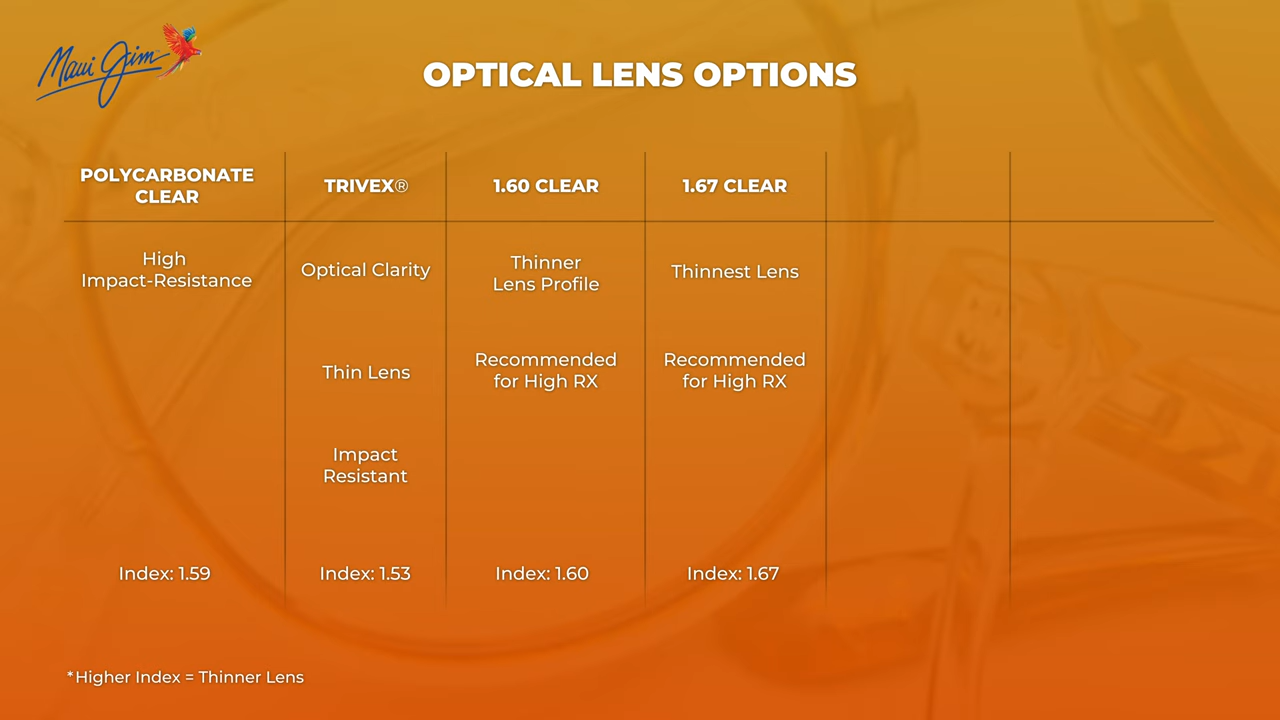 Maui Jim
OPTICAL LENS OPTIONS
POLYCARBONATE
CLEAR
TRIVEX®
1.60 CLEAR
1.67 CLEAR
High
Impact-Resistance
Optical Clarity
Thinner
Lens Profile
Thinnest Lens
Thin Lens
Recommended
for High RX
Recommended
for High RX
Impact
Resistant
Index: 1.59
Index: 1.53
Index: 1.60
Index: 1.67
*Higher Index = Thinner Lens